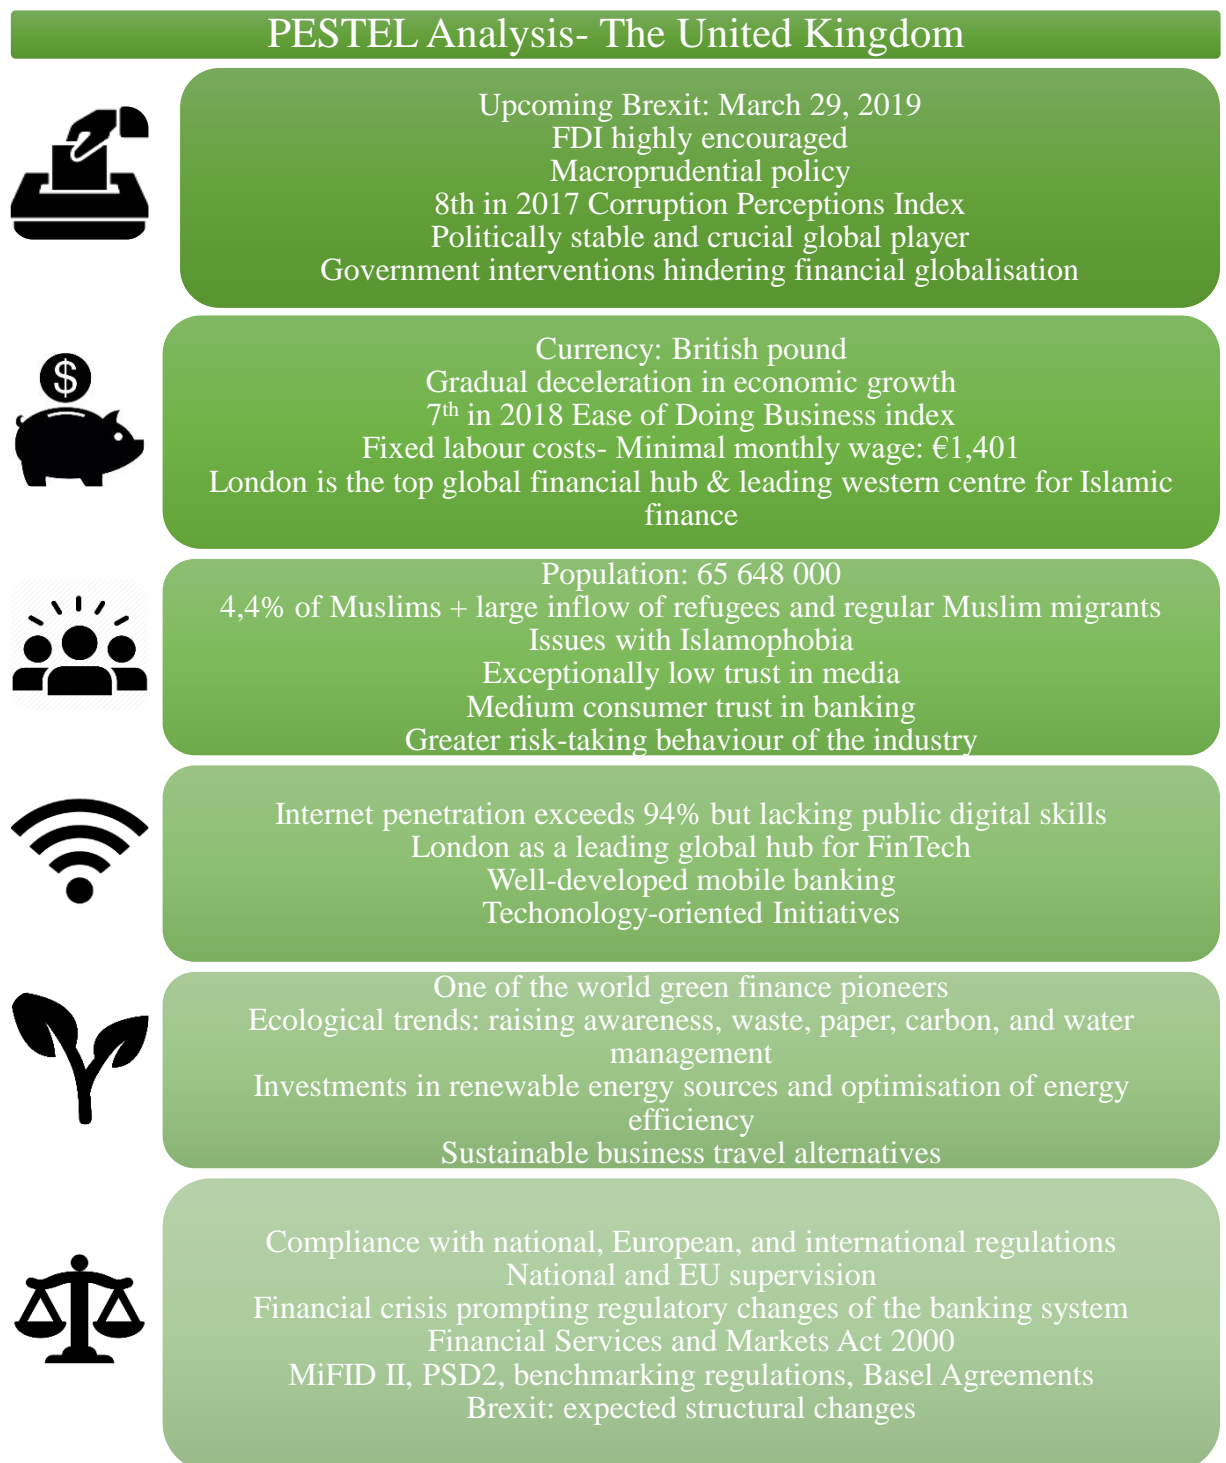 PESTEL Analysis- The United Kingdom
Upcoming Brexit: March 29, 2019
FDI highly encouraged
Macroprudential policy
8th in 2017 Corruption Perceptions Index
Politically stable and crucial global player
Government interventions hindering financial globalisation
$
Currency: British pound
Gradual deceleration in economic growth
7th in 2018 Ease of Doing Business index
Fixed labour costs- Minimal monthly wage: €1,401
London is the top global financial hub & leading western centre for Islamic
finance
Population: 65 648 000
4,4% of Muslims + large inflow of refugees and regular Muslim migrants
Issues with Islamophobia
Exceptionally low trust in media
Medium consumer trust in banking
Greater risk-taking behaviour of the industry
Internet penetration exceeds 94% but lacking public digital skills
London as a leading global hub for FinTech
Well-developed mobile banking
Techonology-oriented Initiatives
One of the world green finance pioneers
Ecological trends: raising awareness, waste, paper, carbon, and water
management
Investments in renewable energy sources and optimisation of energy
efficiency
Sustainable business travel alternatives
Compliance with national, European, and international regulations
National and EU supervision
Financial crisis prompting regulatory changes of the banking system
Financial Services and Markets Act 2000
MiFID II, PSD2, benchmarking regulations, Basel Agreements
Brexit: expected structural changes